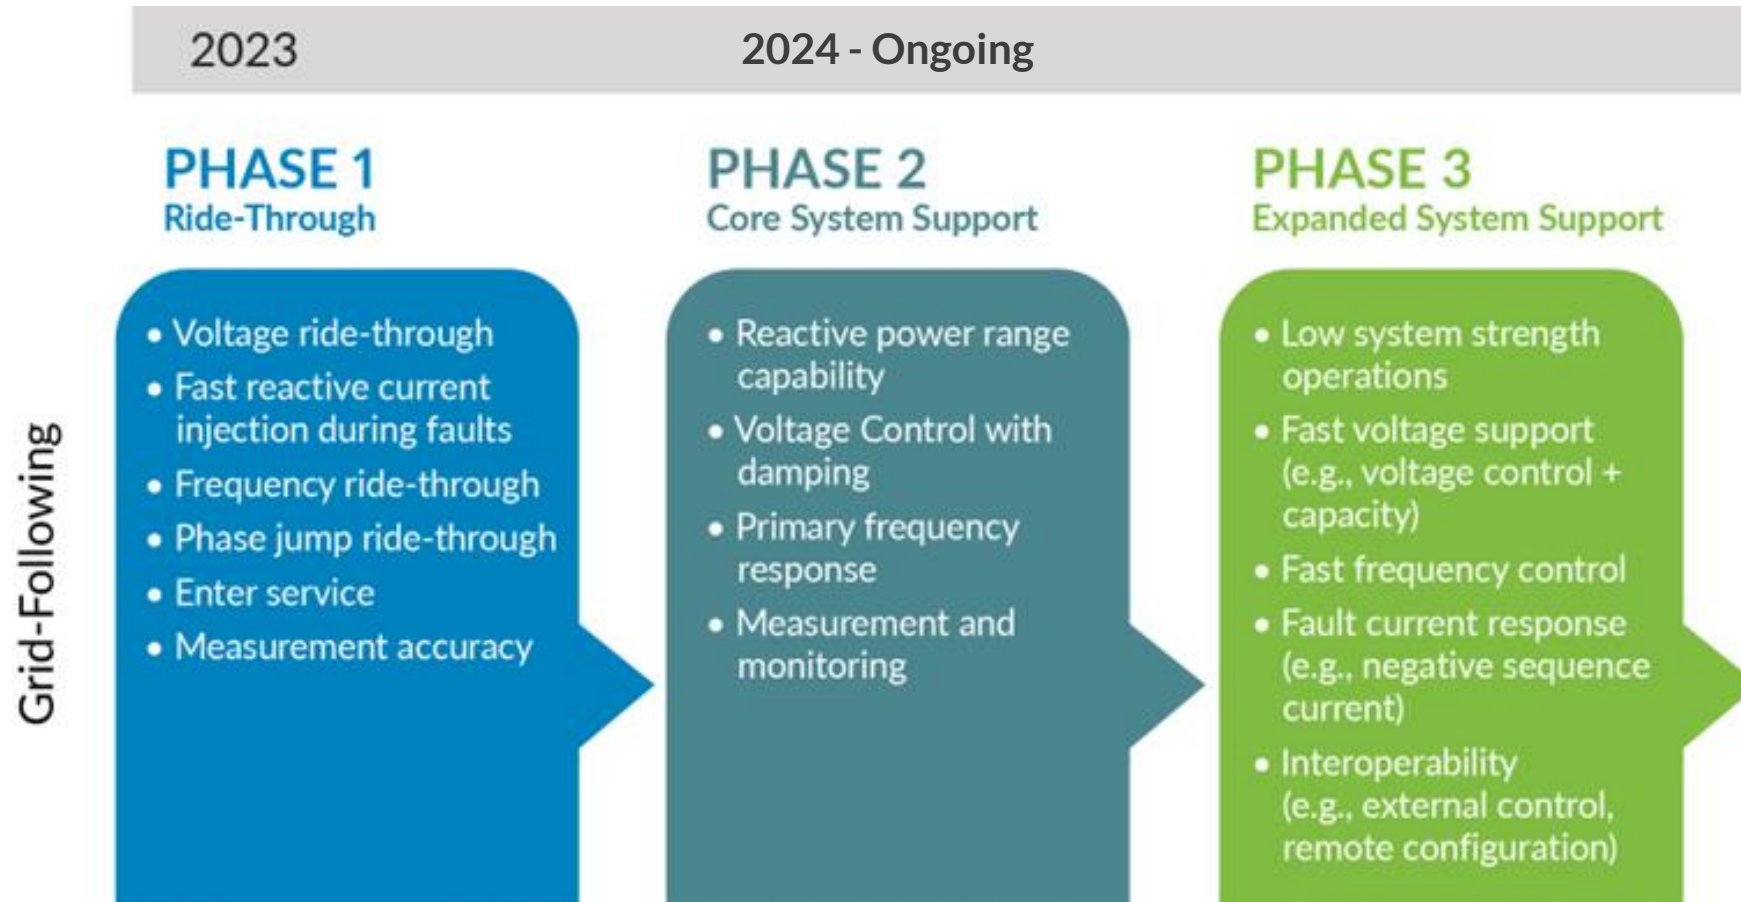 2023
2024 - Ongoing
Grid-Following
PHASE 1
Ride-Through
• Voltage ride-through
• Fast reactive current
injection during faults
• Frequency ride-through
• Phase jump ride-through
• Enter service
• Measurement accuracy
PHASE 2
Core System Support
• Reactive power range
capability
• Voltage Control with
damping
• Primary frequency
response
• Measurement and
monitoring
PHASE 3
Expanded System Support
• Low system strength
operations
• Fast voltage support
(e.g., voltage control +
capacity)
• Fast frequency control
• Fault current response
(e.g., negative sequence
current)
• Interoperability
(e.g., external control,
remote configuration)